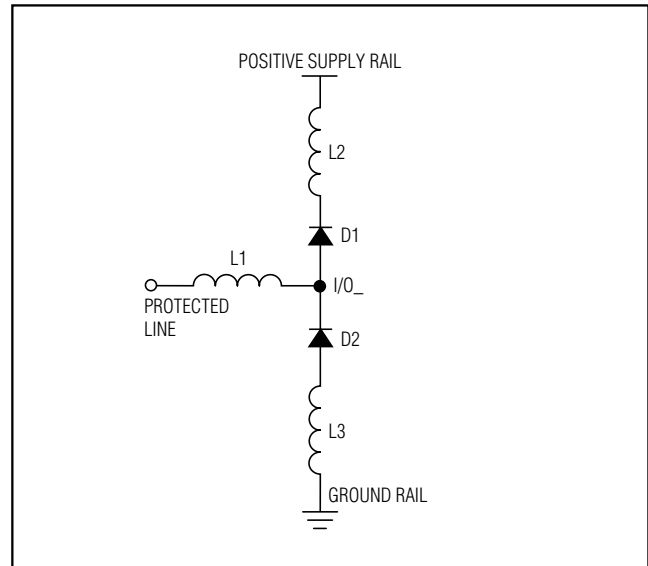 POSITIVE SUPPLY RAIL
L2
D1
L1
I/O_
PROTECTED
LINE
D2
L3
GROUND RAIL